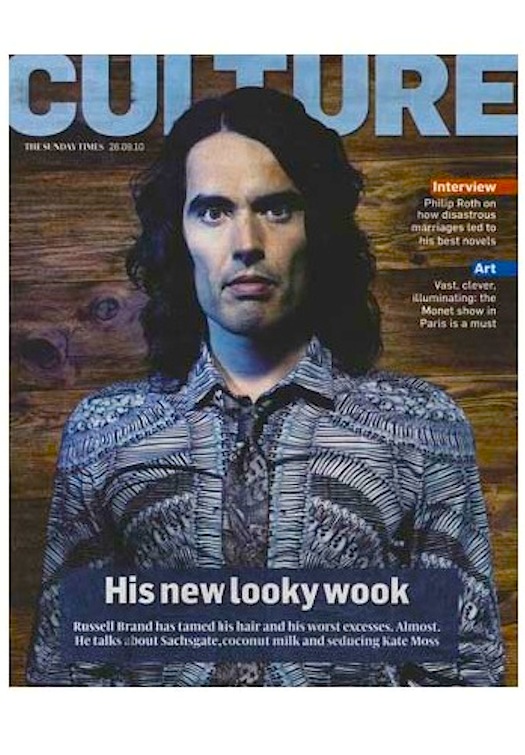 CULTURE
THE SUNDAY TIMES 26.09.10
Interview
Philip Roth on
how disastrous
marriages led to
his best novels
Art
Vast, clever,
illuminating: the
Monet show in
Paris is a must
His new looky wook
Russell Brand has tamed his hair and his worst excesses. Almost.
He talks about Sachsgate,coconut milk and seducing Kate Moss